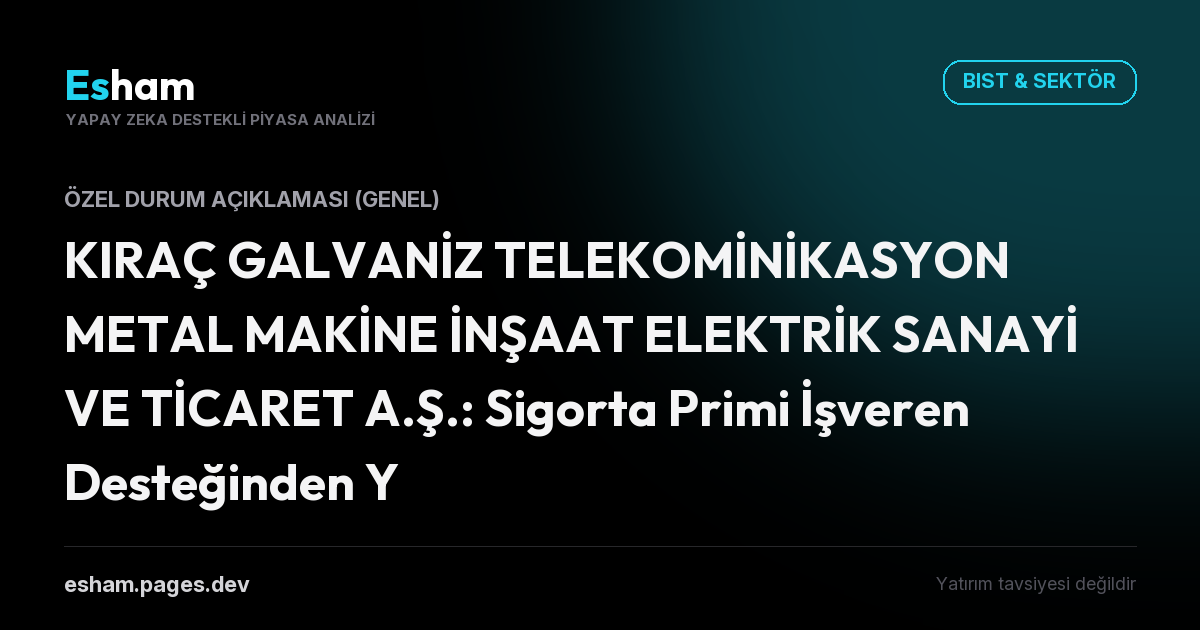 Esham
BIST & SEKTÖR
YAPAY ZEKA DESTEKLİ PİYASA ANALİZİ
ÖZEL DURUM AÇIKLAMASI (GENEL)
KIRAÇ GALVANİZ TELEKOMİNİKASYON
METAL MAKİNE İNŞAAT ELEKTRİK SANAYİ
VE TİCARET A.Ş.: Sigorta Primi İşveren
Desteğinden Y
esham.pages.dev
Yatırım tavsiyesi değildir